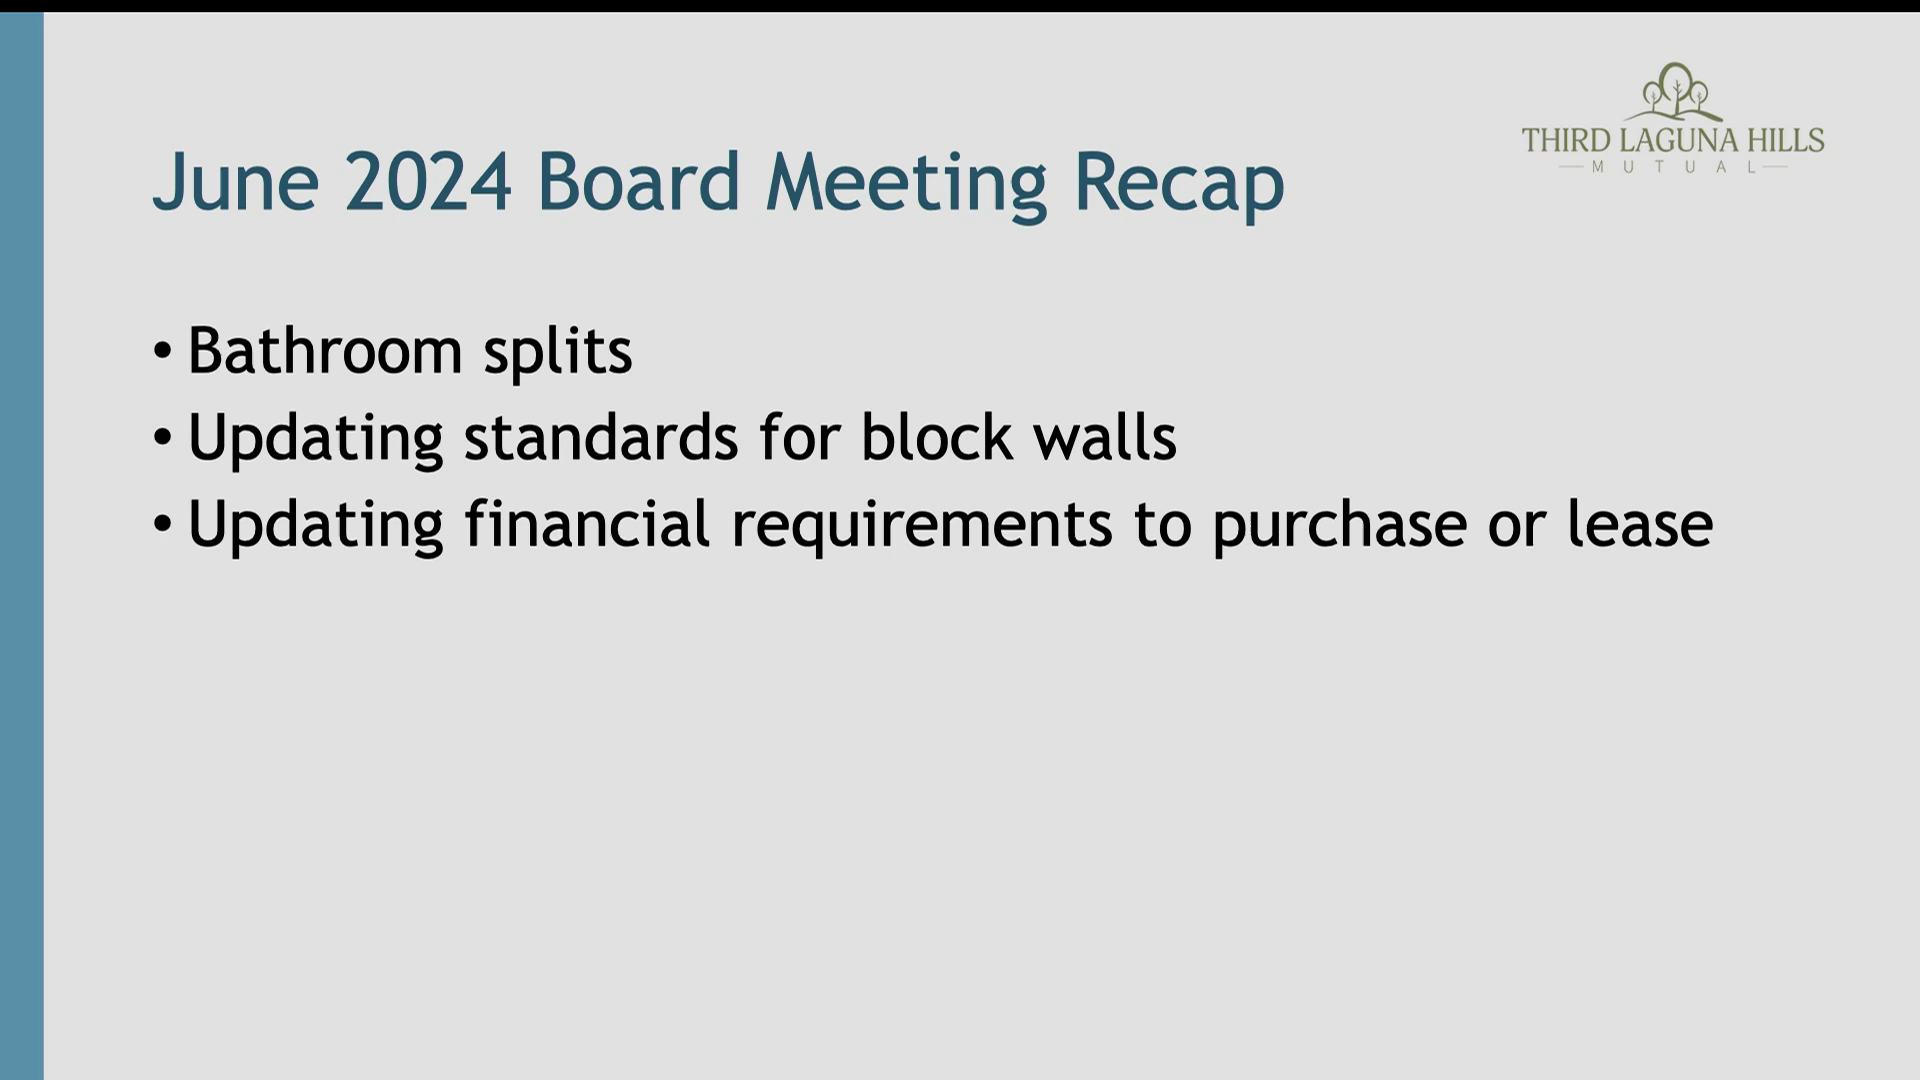 THIRD LAGUNA HILLS
MUTUAL
June 2024 Board Meeting Recap
• Bathroom splits
• Updating standards for block walls
• Updating financial requirements to purchase or lease